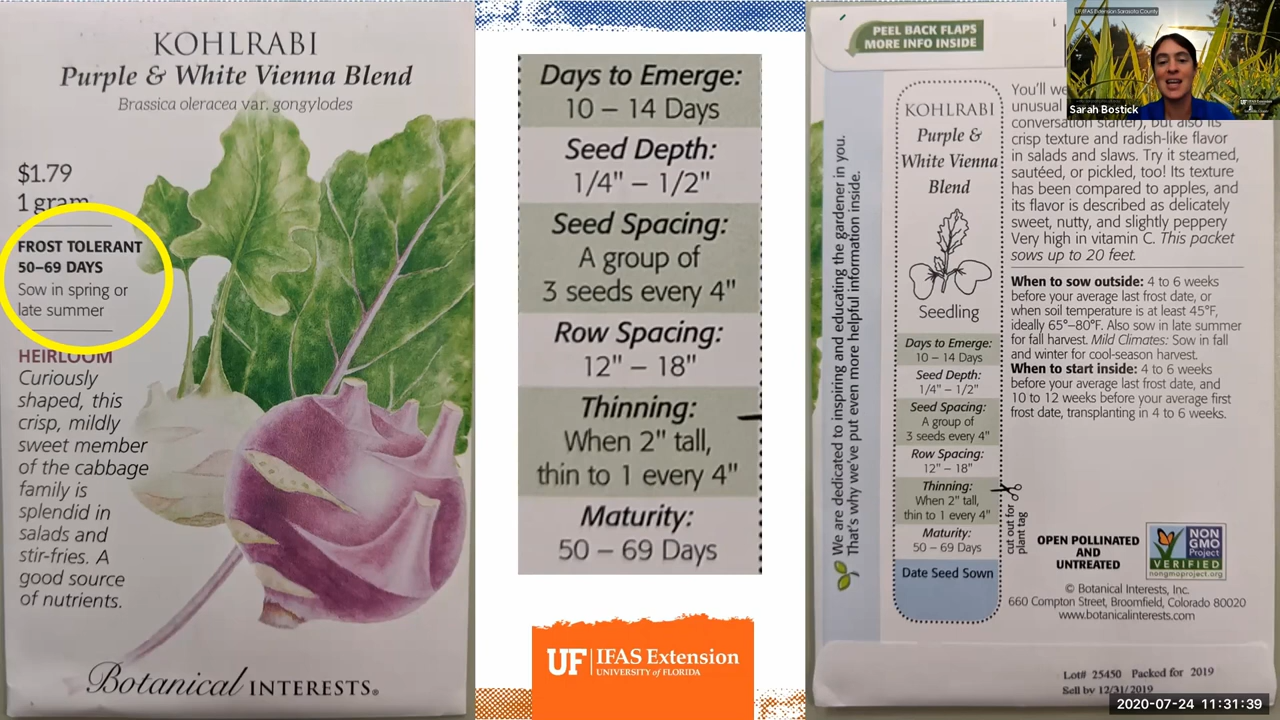 KOHLRABI
Purple & White Vienna Blend
Brassica oleracea var. gongylodes
$1.79
1 gram
FROST TOLERANT
50–69 DAYS
Sow in spring or
late summer
HEIRLOOM
Curiously
shaped, this
crisp, mildly
sweet member
of the cabbage
family is
splendid in
salads and
stir-fries. A
good source
of nutrients.
Botanical INTERESTS®
Days to Emerge:
10 – 14 Days
Seed Depth:
1/4" – 1/2"
Seed Spacing:
A group of
3 seeds every 4"
Row Spacing:
12" – 18"
Thinning:
When 2" tall,
thin to 1 every 4"
Maturity:
50 – 69 Days
UF IFAS Extension
UNIVERSITY of FLORIDA
PEEL BACK FLAPS
MORE INFO INSIDE
We are dedicated to inspiring and educating the gardener in you.
That's why we've put even more helpful information inside.
KOHLRABI
Purple &
White Vienna
Blend
Seedling
Days to Emerge:
10 – 14 Days
Seed Depth:
1/4" – 1/2"
Seed Spacing:
A group of
3 seeds every 4"
Row Spacing:
12" – 18"
Thinning:
When 2" tall,
thin to 1 every 4"
Maturity:
50 – 69 Days
Date Seed Sown
cut out for
plant tag
You'll
unusual
conversation starter), but also its
crisp texture and radish-like flavor
in salads and slaws. Try it steamed,
sautéed, or pickled, too! Its texture
has been compared to apples, and
its flavor is described as delicately
sweet, nutty, and slightly peppery
Very high in vitamin C. This packet
sows up to 20 feet.
When to sow outside: 4 to 6 weeks
before your average last frost date, or
when soil temperature is at least 45°F,
ideally 65°–80°F. Also sow in late summer
for fall harvest. Mild Climates: Sow in fall
and winter for cool-season harvest.
When to start inside: 4 to 6 weeks
before your average last frost date, and
10 to 12 weeks before your average first
frost date, transplanting in 4 to 6 weeks.
OPEN POLLINATED
AND
UNTREATED
NON
GMO
Project
VERIFIED
nongmoproject.org
© Botanical Interests, Inc.
660 Compton Street, Broomfield, Colorado 80020
www.botanicalinterests.com
Lot# 25450 Packed for 2019
Sell by 12/31/2019
UF/IFAS Extension Sarasota County
UF IFAS Extension
Sarah Bostick
2020-07-24 11:31:39